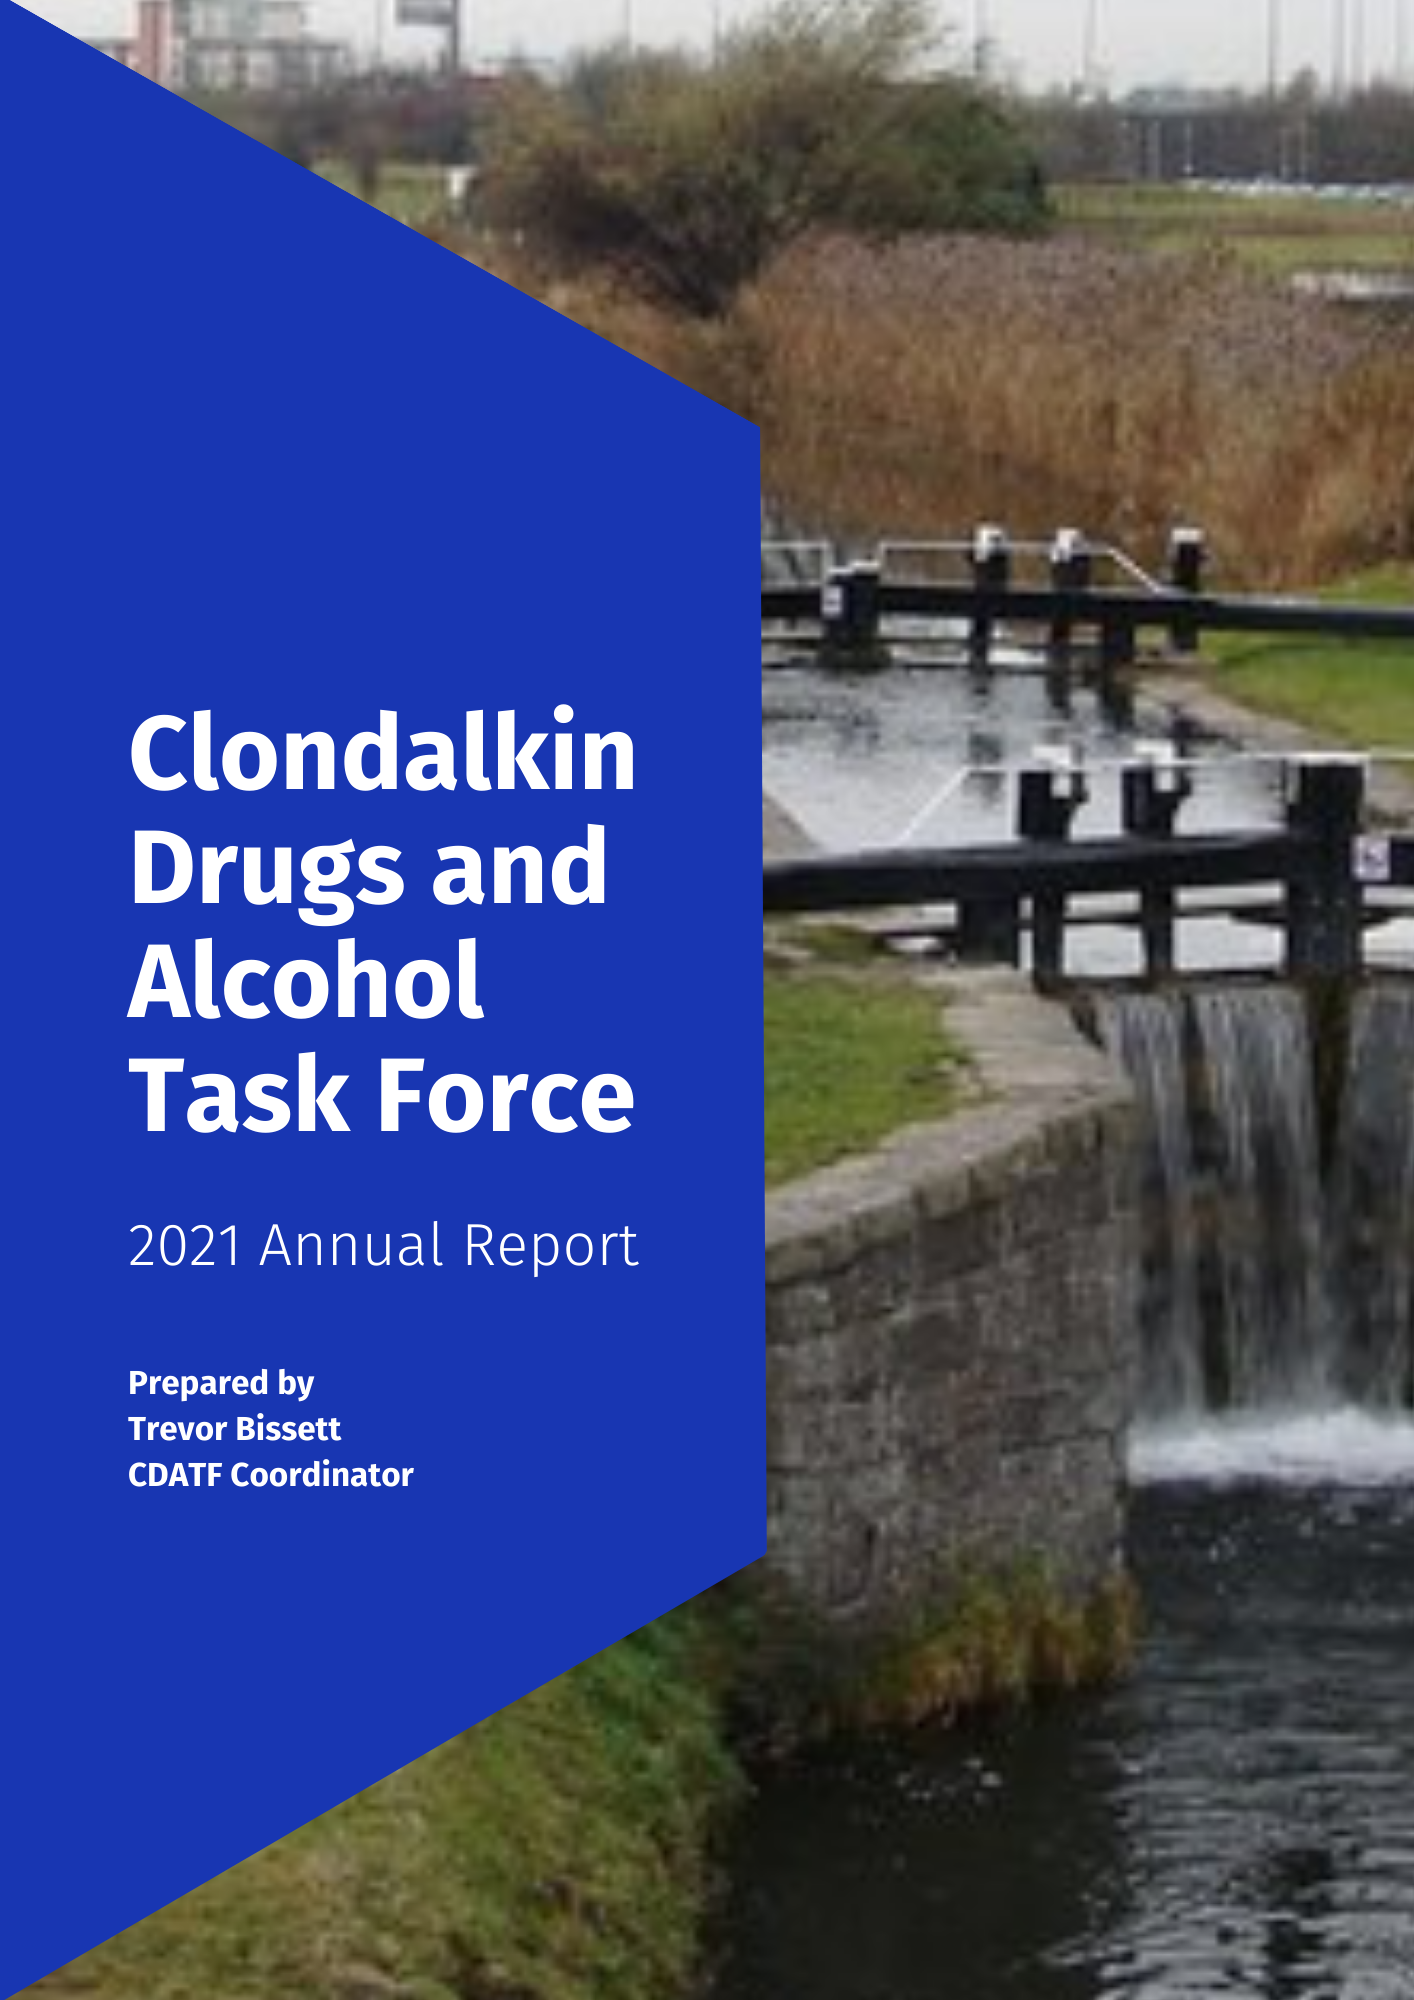 Clondalkin
Drugs and
Alcohol
Task Force
2021 Annual Report
Prepared by
Trevor Bissett
CDATF Coordinator